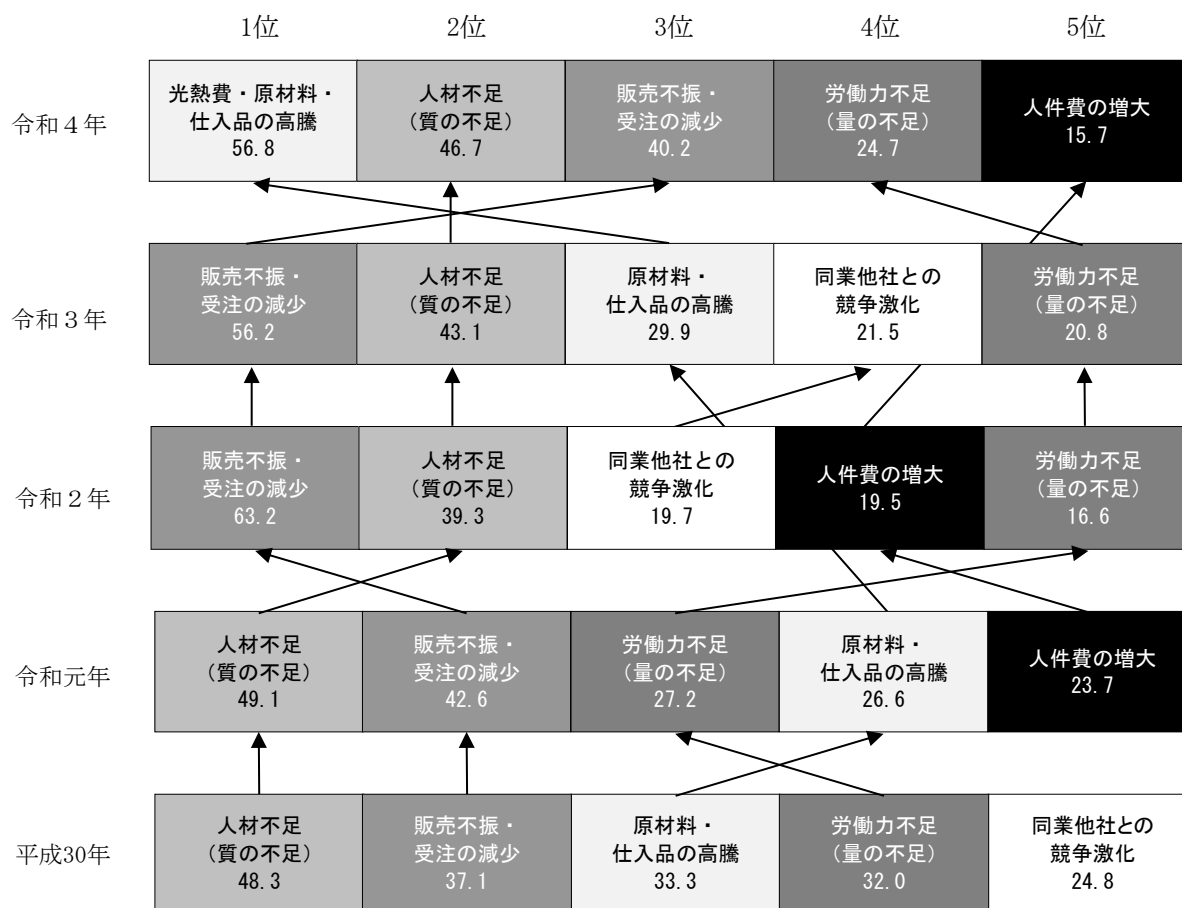 1位
2位
3位
4位
5位
令和４年
光熱費・原材料・
仕入品の高騰
56.8
人材不足
(質の不足)
46.7
販売不振・
受注の減少
40.2
労働力不足
(量の不足)
24.7
人件費の増大
15.7
令和３年
販売不振・
受注の減少
56.2
人材不足
(質の不足)
43.1
原材料・
仕入品の高騰
29.9
同業他社との
競争激化
21.5
労働力不足
(量の不足)
20.8
令和２年
販売不振・
受注の減少
63.2
人材不足
(質の不足)
39.3
同業他社との
競争激化
19.7
人件費の増大
19.5
労働力不足
(量の不足)
16.6
令和元年
人材不足
(質の不足)
49.1
販売不振・
受注の減少
42.6
労働力不足
(量の不足)
27.2
原材料・
仕入品の高騰
26.6
人件費の増大
23.7
平成30年
人材不足
(質の不足)
48.3
販売不振・
受注の減少
37.1
原材料・
仕入品の高騰
33.3
労働力不足
(量の不足)
32.0
同業他社との
競争激化
24.8